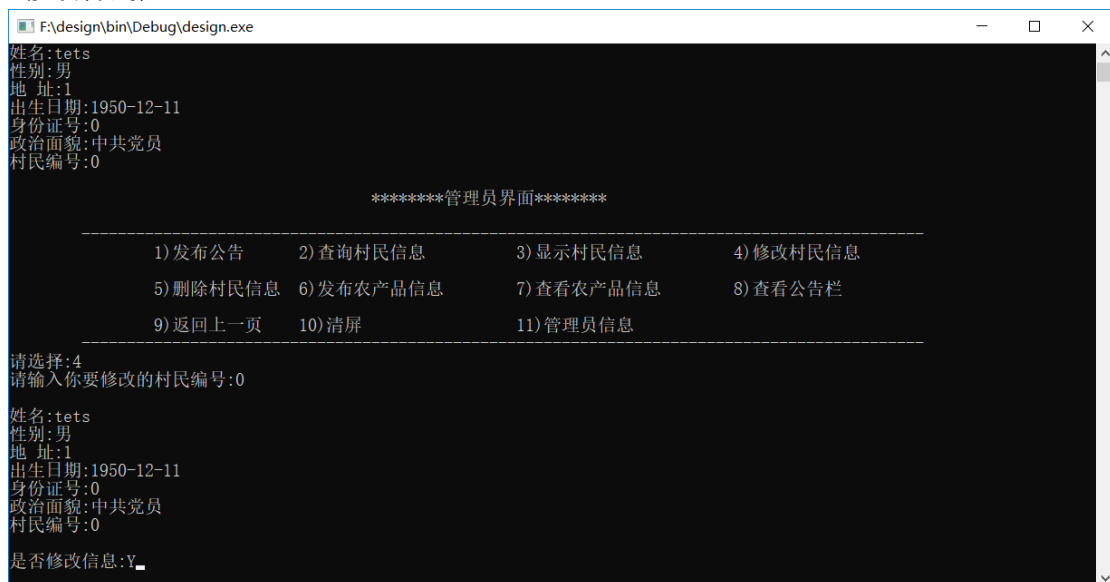 F:\design\bin\Debug\design.exe
姓名:tets
性别:男
地 址:1
出生日期:1950-12-11
身份证号:0
政治面貌:中共党员
村民编号:0
********管理员界面********
1)发布公告 2)查询村民信息 3)显示村民信息 4)修改村民信息
5)删除村民信息 6)发布农产品信息 7)查看农产品信息 8)查看公告栏
9)返回上一页 10)清屏 11)管理员信息
请选择:4
请输入你要修改的村民编号:0
姓名:tets
性别:男
地 址:1
出生日期:1950-12-11
身份证号:0
政治面貌:中共党员
村民编号:0
是否修改信息:Y